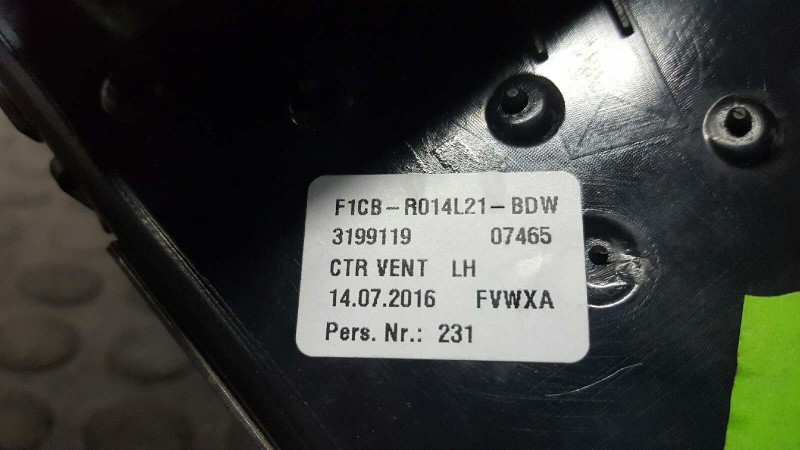 F1CB-R014L21-BDW
3199119 07465
CTR VENT LH
14.07.2016 FVWXA
Pers. Nr.: 231